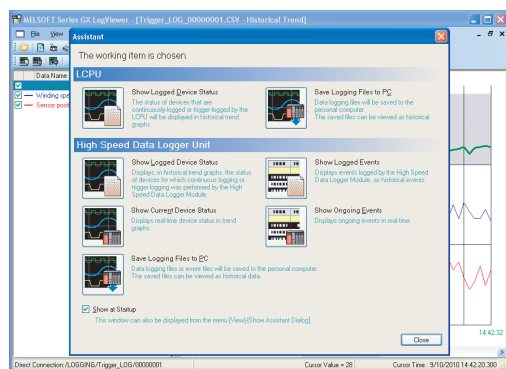 MELSOFT Series GX LogViewer - [Trigger_LOG_00000001.CSV - Historical Trend]
File View
Assistant
The working item is chosen.
Data Name
Winding spe
Sensor posit
LCPU
Show Logged Device Status
The status of devices that are
continuously-logged or trigger-logged by the
LCPU will be displayed in historical trend
graphs.
Save Logging Files to PC
Data logging files will be saved to the
personal computer.
The saved files can be viewed as historical
High Speed Data Logger Unit
Show Logged Device Status
Displays, in historical trend graphs, the status
of devices for which continuous logging or
trigger logging was performed by the High
Speed Data Logger Module.
Show Logged Events
Displays events logged by the High Speed
Data Logger Module, as historical events.
Show Current Device Status
Displays real-time device status in trend
graphs.
Show Ongoing Events
Displays ongoing events in real-time.
Save Logging Files to PC
Data logging files or event files will be saved to the personal computer.
The saved files can be viewed as historical data.
Show at Startup
This window can also be displayed from the menu [View]-[Show Assistant Dialog].
Close
14:42:32
Direct Connection:/LOGGING/Trigger_LOG/00000001
Cursor Value = 28
Cursor Time : 9/10/2010 14:42:20.300